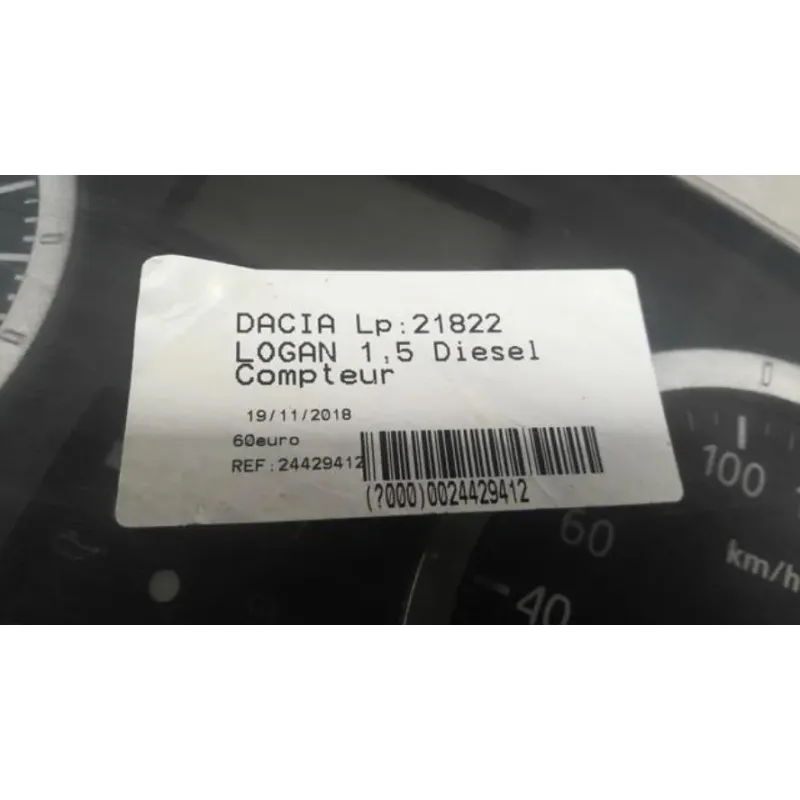 DACIA Lp:21822
LOGAN 1,5 Diesel
Compteur
19/11/2018
60euro
REF:24429412
(?000)0024429412
100
60
km/h
40